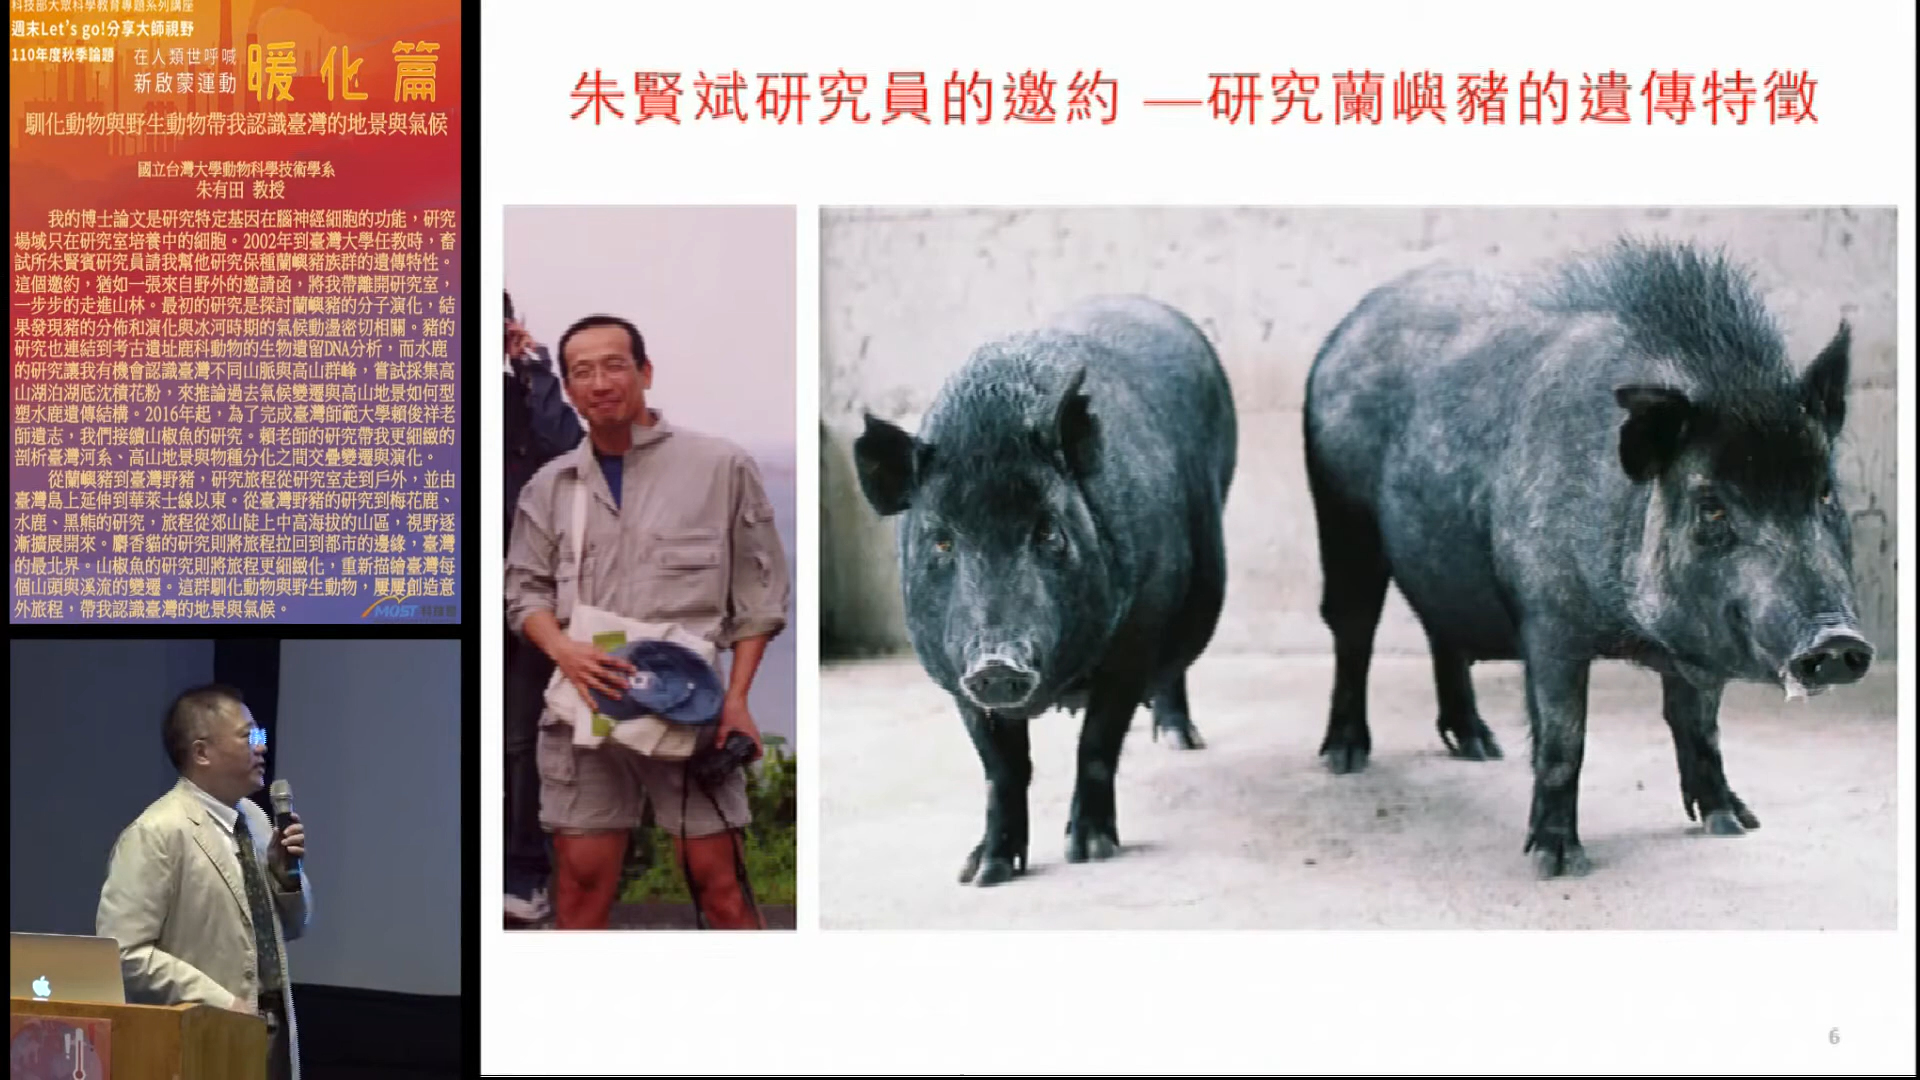 科技部大眾科學教育專題系列講座
週末Let's go!分享大師視野
110年度秋季論題
在人類世呼喊
新啟蒙運動
暖化篇
馴化動物與野生動物帶我認識臺灣的地景與氣候
國立台灣大學動物科學技術學系
朱有田 教授
我的博士論文是研究特定基因在腦神經細胞的功能，研究
場域只在研究室培養中的細胞。2002年到臺灣大學任教時，畜
試所朱賢賓研究員請我幫他研究保種蘭嶼豬族群的遺傳特性。
這個邀約，猶如一張來自野外的邀請函，將我帶離開研究室，
一步步的走進山林。最初的研究是探討蘭嶼豬的分子演化，結
果發現豬的分佈和演化與冰河時期的氣候動盪密切相關。豬的
研究也連結到考古遺址鹿科動物的生物遺留DNA分析，而水鹿
的研究讓我有機會認識臺灣不同山脈與高山群峰，嘗試採集高
山湖泊湖底沈積花粉，來推論過去氣候變遷與高山地景如何型
塑水鹿遺傳結構。2016年起，為了完成臺灣師範大學賴俊祥老
師遺志，我們接續山椒魚的研究。賴老師的研究帶我更細緻的
剖析臺灣河系、高山地景與物種分化之間交疊變遷與演化。
從蘭嶼豬到臺灣野豬，研究旅程從研究室走到戶外，並由
臺灣島上延伸到華萊士線以東。從臺灣野豬的研究到梅花鹿、
水鹿、黑熊的研究，旅程從郊山陡上中高海拔的山區，視野逐
漸擴展開來。麝香貓的研究則將旅程拉回到都市的邊緣，臺灣
的最北界。山椒魚的研究則將旅程更細緻化，重新描繪臺灣每
個山頭與溪流的變遷。這群馴化動物與野生動物，屢屢創造意
外旅程，帶我認識臺灣的地景與氣候。
MOST 科技部
朱賢斌研究員的邀約 —研究蘭嶼豬的遺傳特徵
6